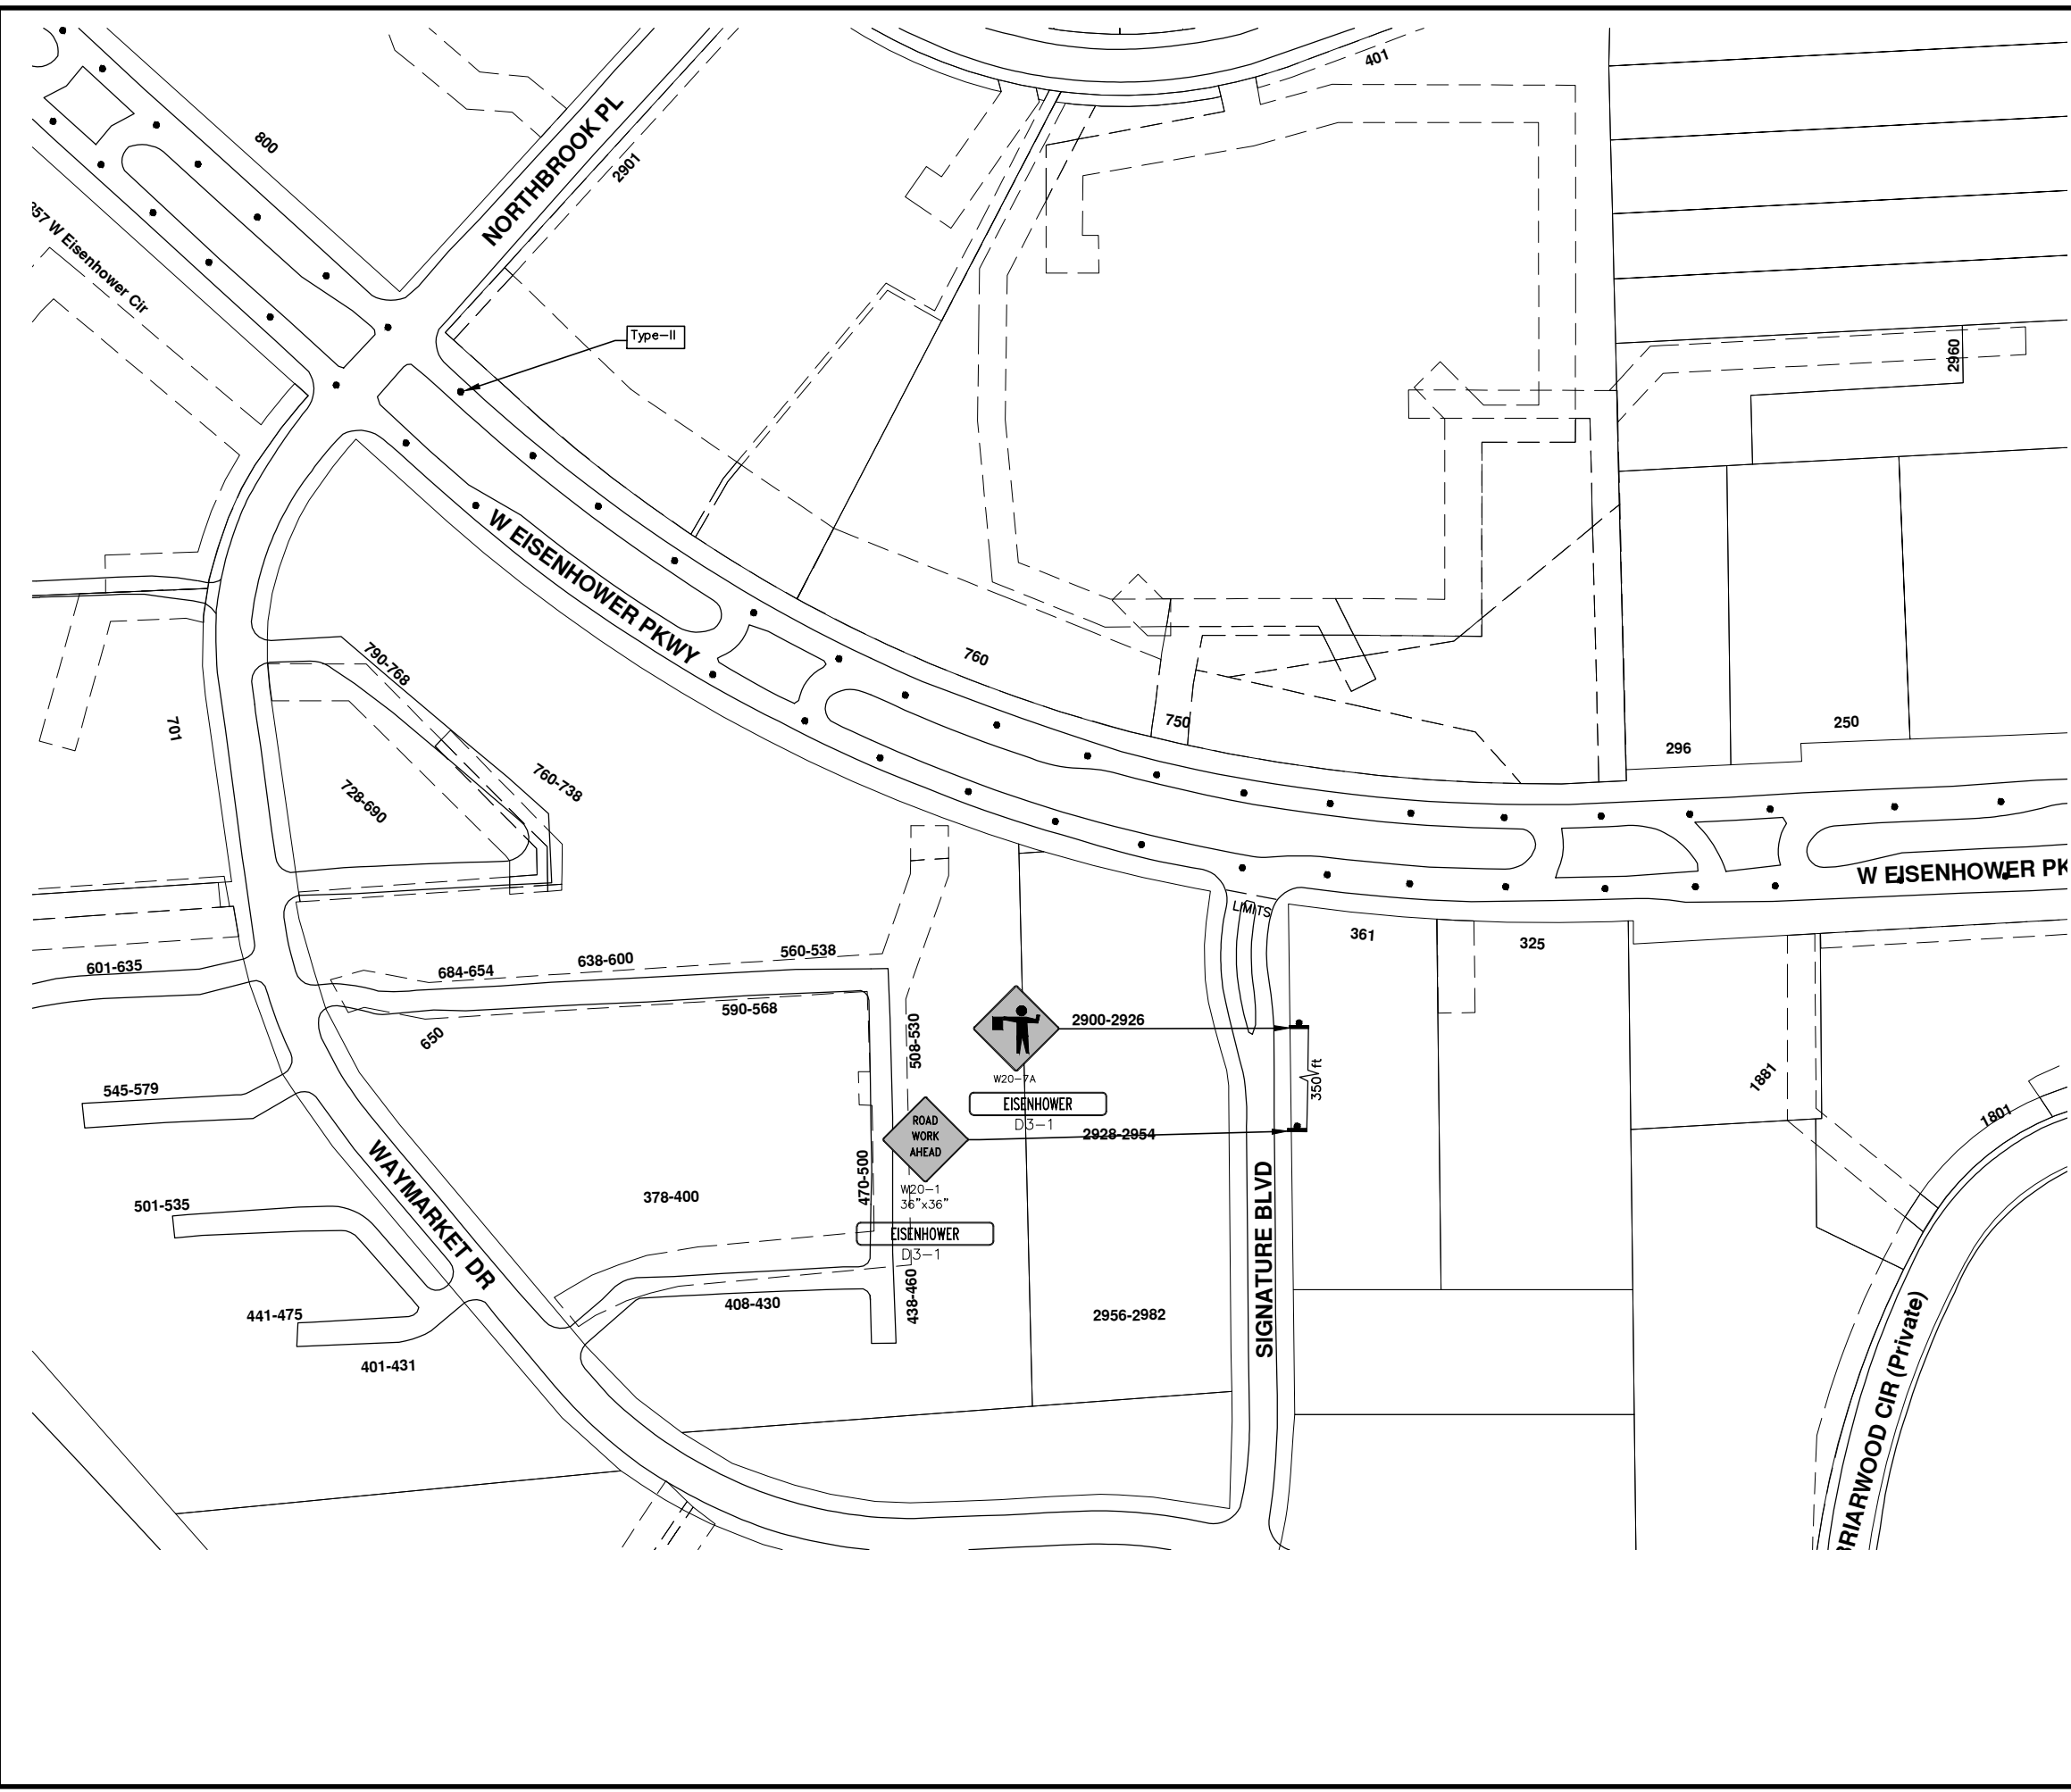 401
800
NORTHBROOK PL
2901
857 W Eisenhower Cir
Type-II
2960
W EISENHOWER PKWY
760
790-768
701
750
296
250
760-738
728-690
W EISENHOWER PK
LIMITS
361
325
601-635
684-654
638-600
560-538
590-568
650
508-530
2900-2926
W20-7A
350 ft
EISENHOWER
D3-1
545-579
1881
1801
ROAD
WORK
AHEAD
2928-2954
W20-1
36"x36"
EISENHOWER
D3-1
470-500
378-400
501-535
WAYMARKET DR
SIGNATURE BLVD
441-475
408-430
438-460
2956-2982
401-431
BRIARWOOD CIR (Private)